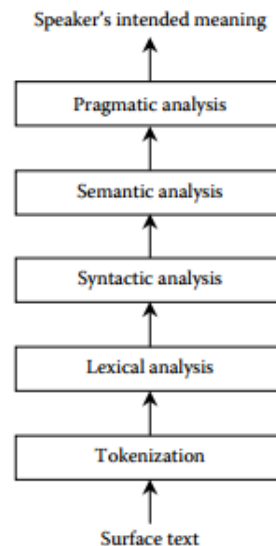 Speaker's intended meaning
Pragmatic analysis
Semantic analysis
Syntactic analysis
Lexical analysis
Tokenization
Surface text